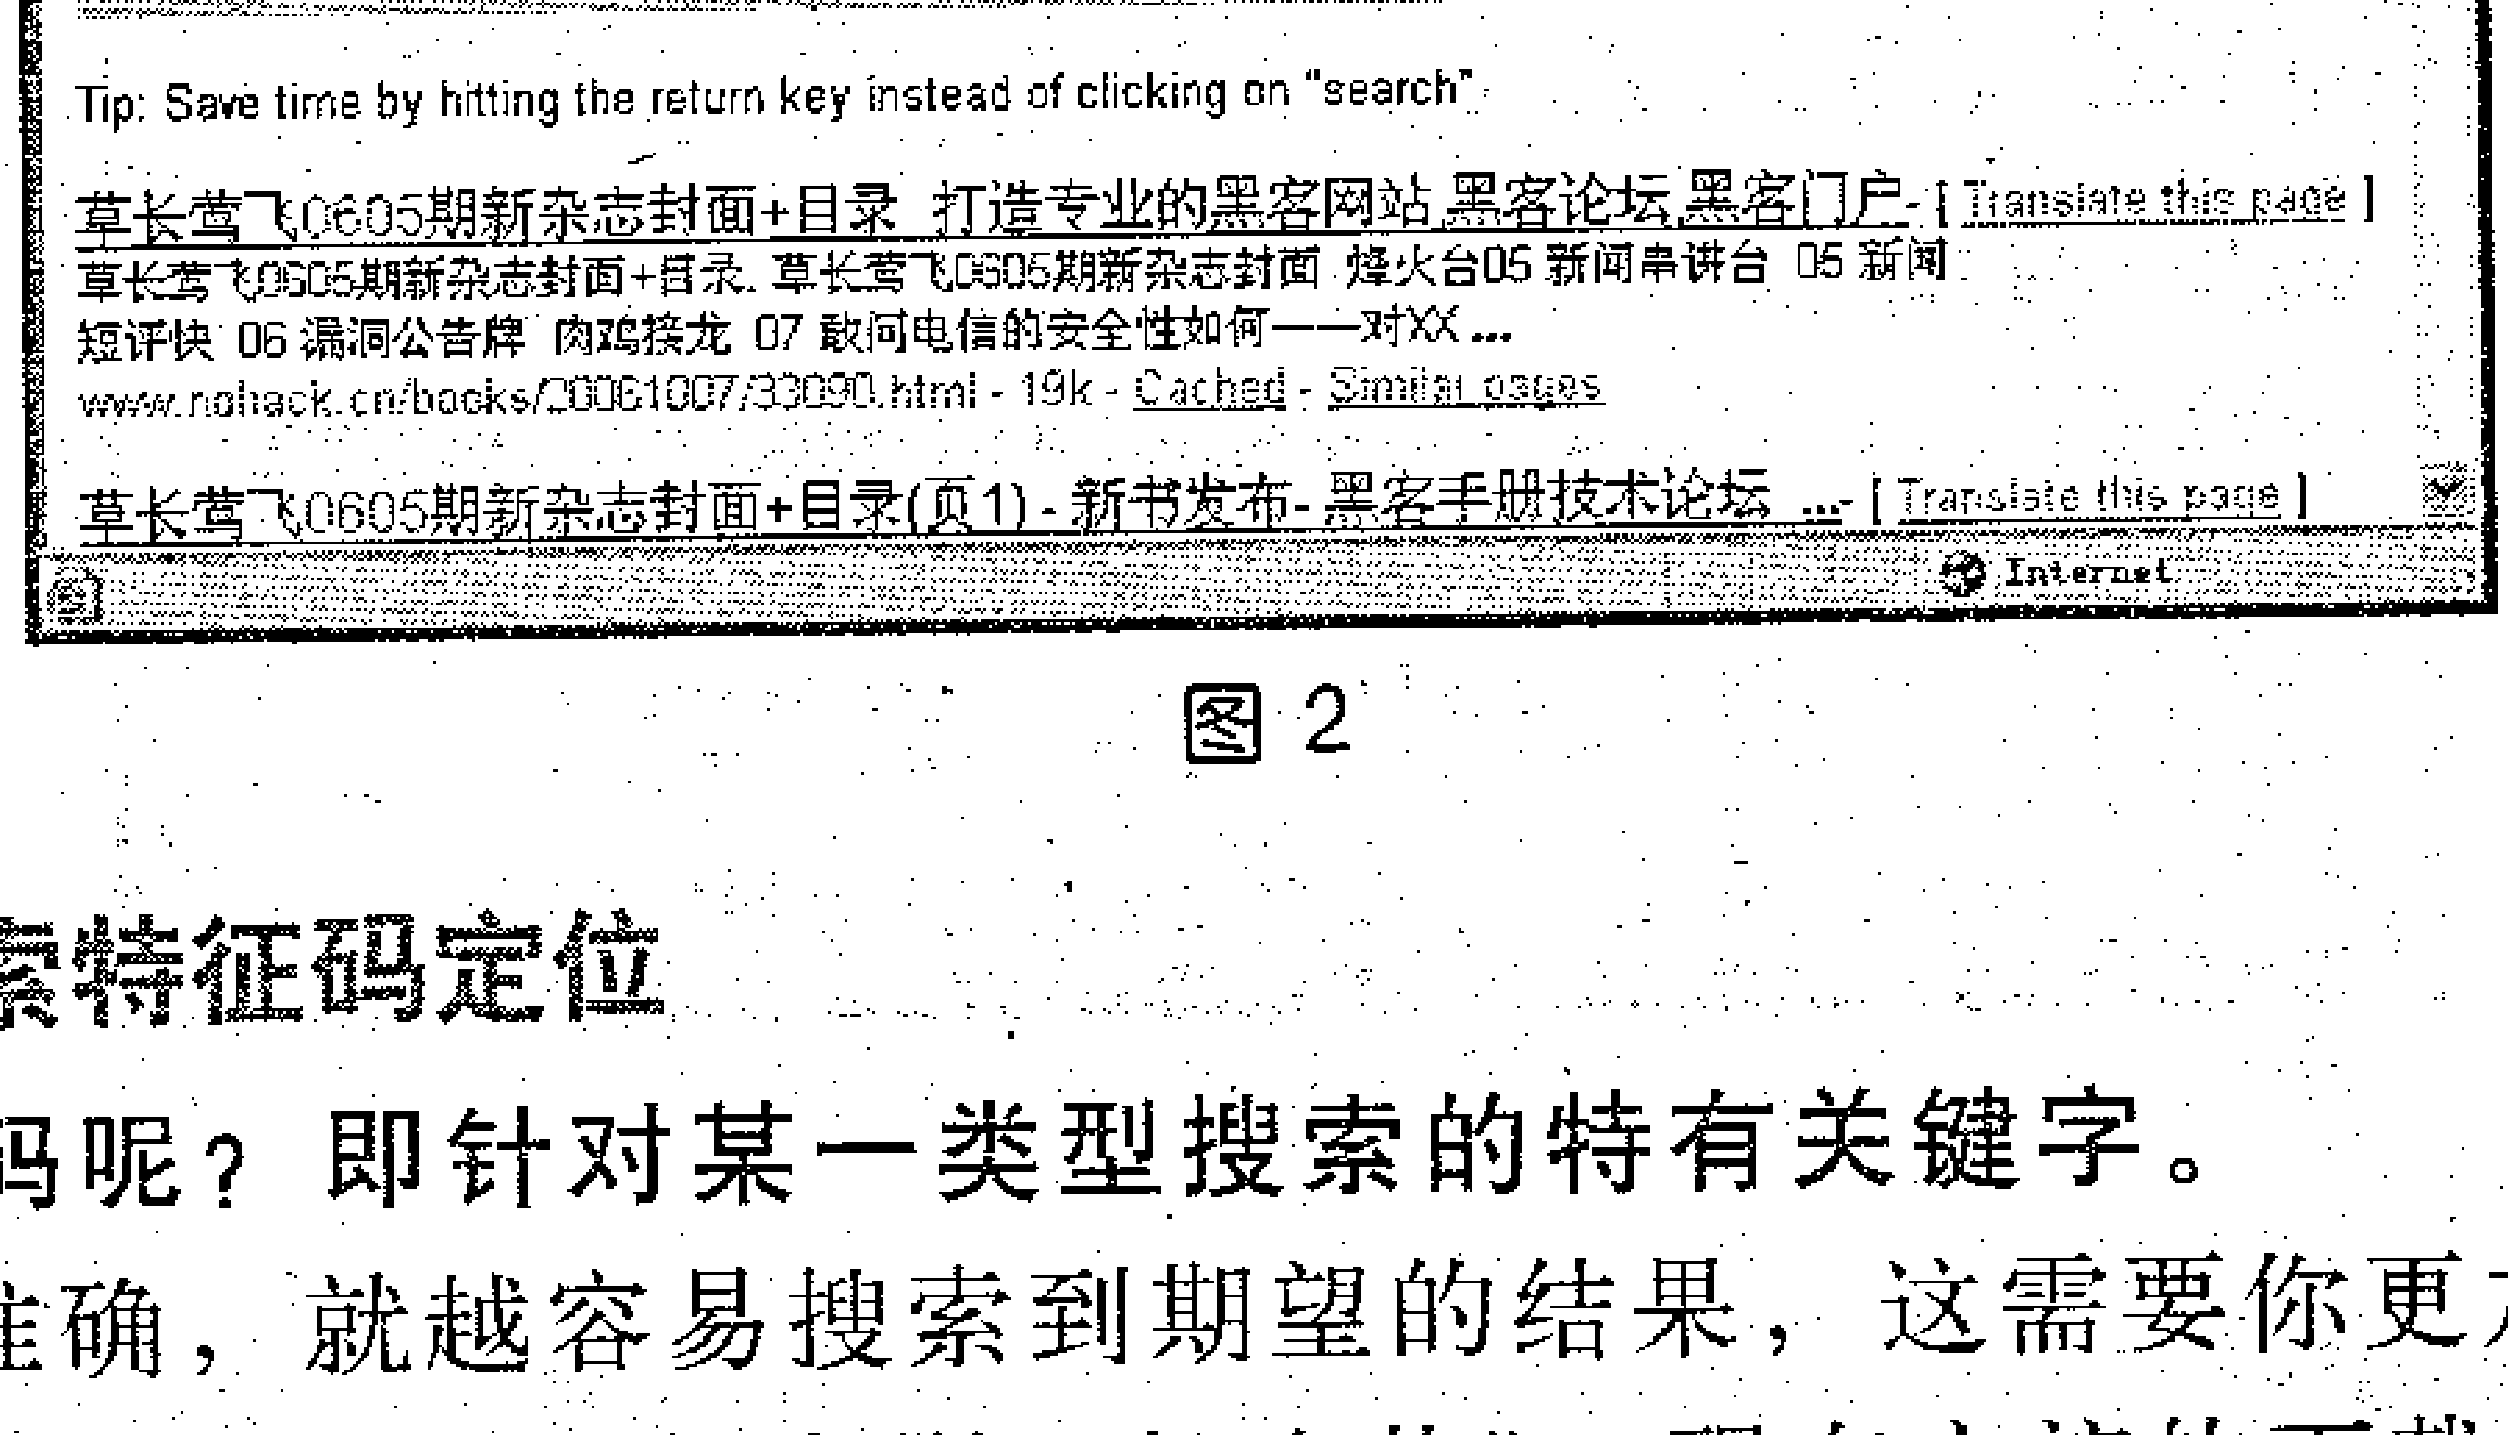 Tip: Save time by hitting the return key instead of clicking on "search"
草长莺飞0605期新杂志封面+目录 打造专业的黑客网站,黑客论坛,黑客门户- [ Translate this page ]
草长莺飞0605期新杂志封面+目录. 草长莺飞0605期新杂志封面 烽火台05 新闻串讲台 05 新闻
短评快 06 漏洞公告牌 肉鸡接龙 07 敢问电信的安全性如何——对XX ...
www.nohack.cn/books/20061007/33090.html - 19k - Cached - Similar pages
草长莺飞0605期新杂志封面+目录(页1) - 新书发布- 黑客手册技术论坛 ...- [ Translate this page ]
Internet
图 2
索特征码定位
码呢? 即针对某一类型搜索的特有关键字。
准确，就越容易搜索到期望的结果，这需要你更